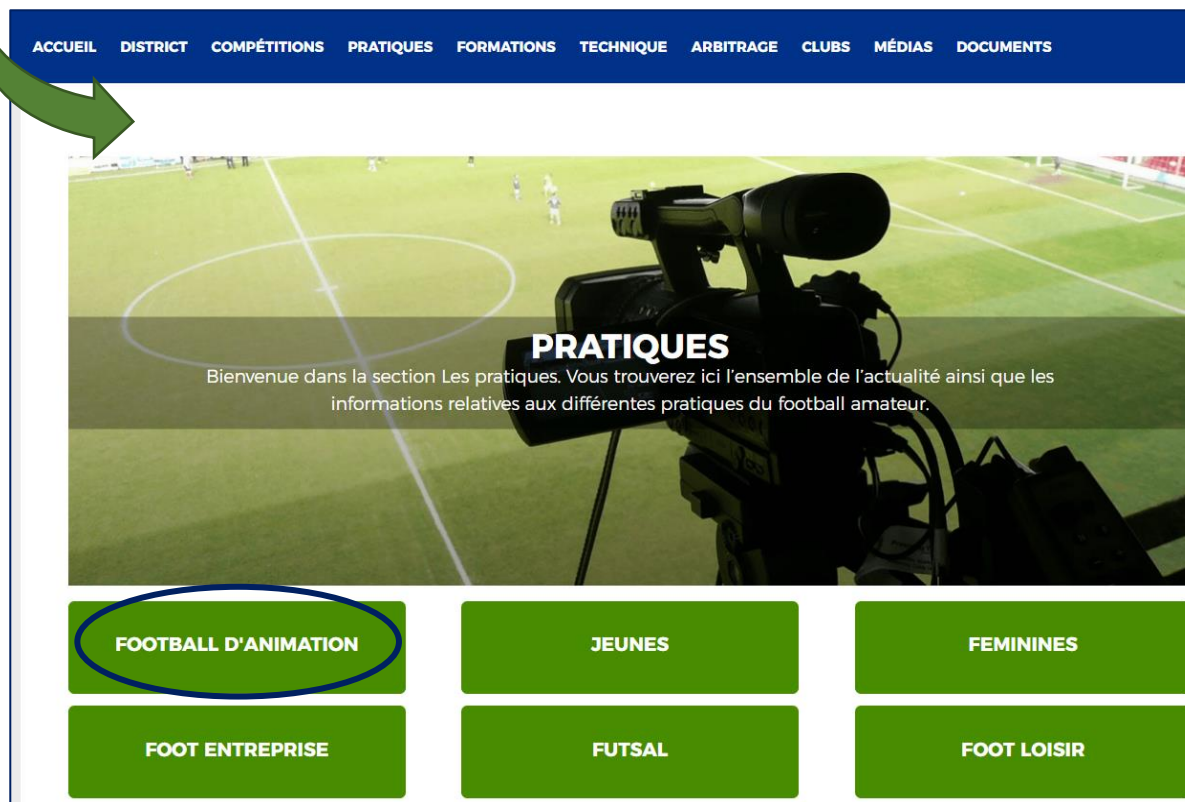 ACCUEIL DISTRICT COMPÉTITIONS PRATIQUES FORMATIONS TECHNIQUE ARBITRAGE CLUBS MÉDIAS DOCUMENTS
PRATIQUES
Bienvenue dans la section Les pratiques. Vous trouverez ici l'ensemble de l'actualité ainsi que les
informations relatives aux différentes pratiques du football amateur.
FOOTBALL D'ANIMATION JEUNES FEMININES
FOOT ENTREPRISE FUTSAL FOOT LOISIR